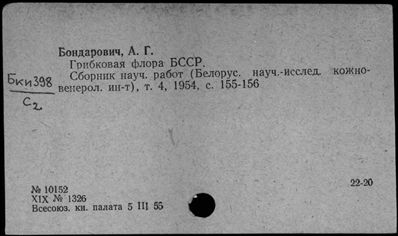 Бондарович, А. Г.
Грибковая флора БССР.
Бки398
Сборник науч. работ (Белорус. науч.-исслед. кожно-
C2
венерол. ин-т), т. 4, 1954, с. 155-156
№ 10152
22-20
XIX № 1326
Всесоюз. кн. палата 5 III 55